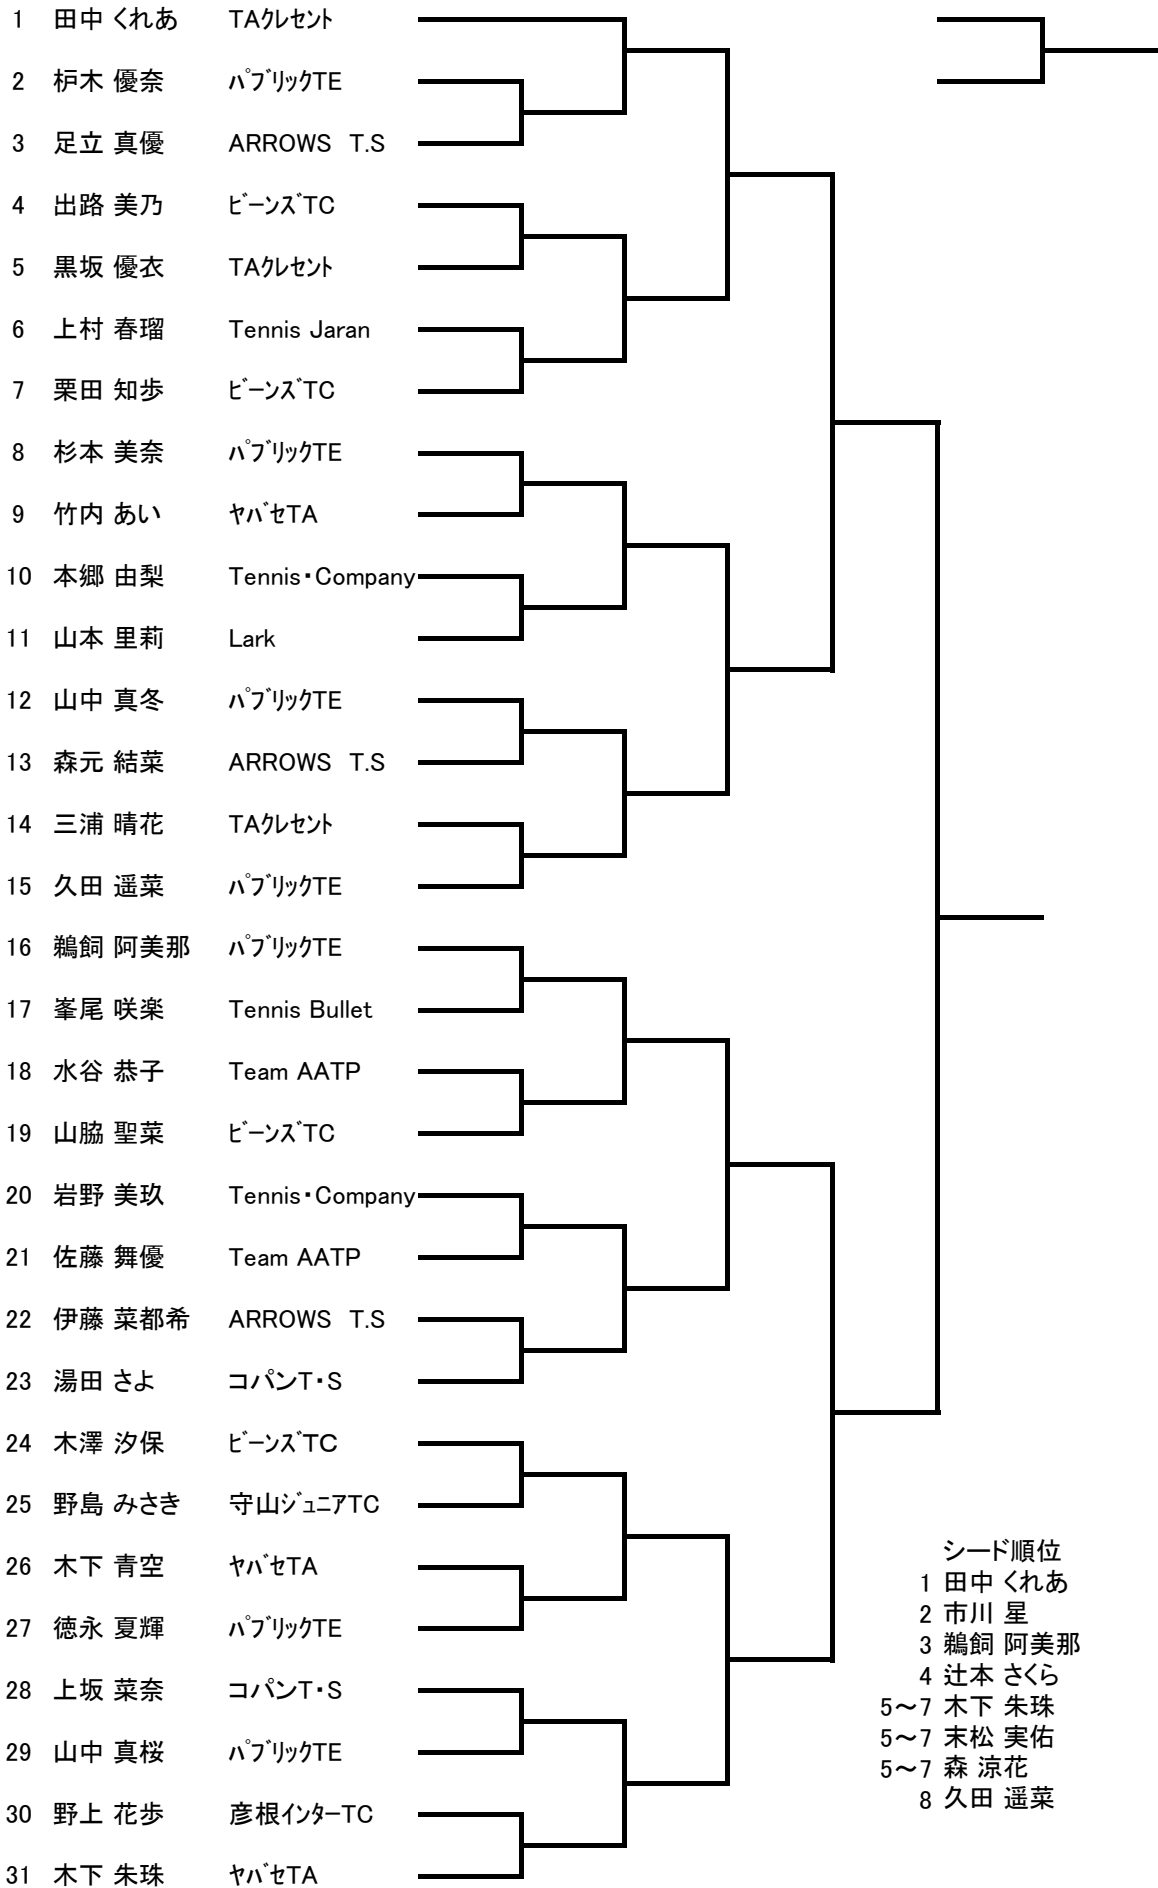 1 田中 くれあ TAｸﾚｾﾝﾄ
2 枦木 優奈 ﾊﾟﾌﾞﾘｯｸTE
3 足立 真優 ARROWS T.S
4 出路 美乃 ﾋﾞｰﾝｽﾞTC
5 黒坂 優衣 TAｸﾚｾﾝﾄ
6 上村 春瑠 Tennis Jaran
7 栗田 知歩 ﾋﾞｰﾝｽﾞTC
8 杉本 美奈 ﾊﾟﾌﾞﾘｯｸTE
9 竹内 あい ﾔﾊﾞｾTA
10 本郷 由梨 Tennis･Company
11 山本 里莉 Lark
12 山中 真冬 ﾊﾟﾌﾞﾘｯｸTE
13 森元 結菜 ARROWS T.S
14 三浦 晴花 TAｸﾚｾﾝﾄ
15 久田 遥菜 ﾊﾟﾌﾞﾘｯｸTE
16 鵜飼 阿美那 ﾊﾟﾌﾞﾘｯｸTE
17 峯尾 咲楽 Tennis Bullet
18 水谷 恭子 Team AATP
19 山脇 聖菜 ﾋﾞｰﾝｽﾞTC
20 岩野 美玖 Tennis･Company
21 佐藤 舞優 Team AATP
22 伊藤 菜都希 ARROWS T.S
23 湯田 さよ コパンT･S
24 木澤 汐保 ﾋﾞｰﾝｽﾞTC
25 野島 みさき 守山ｼﾞｭﾆｱTC
26 木下 青空 ﾔﾊﾞｾTA
27 徳永 夏輝 ﾊﾟﾌﾞﾘｯｸTE
28 上坂 菜奈 コパンT･S
29 山中 真桜 ﾊﾟﾌﾞﾘｯｸTE
30 野上 花歩 彦根ｲﾝﾀｰTC
31 木下 朱珠 ﾔﾊﾞｾTA
シード順位
1 田中 くれあ
2 市川 星
3 鵜飼 阿美那
4 辻本 さくら
5～7 木下 朱珠
5～7 末松 実佑
5～7 森 涼花
8 久田 遥菜